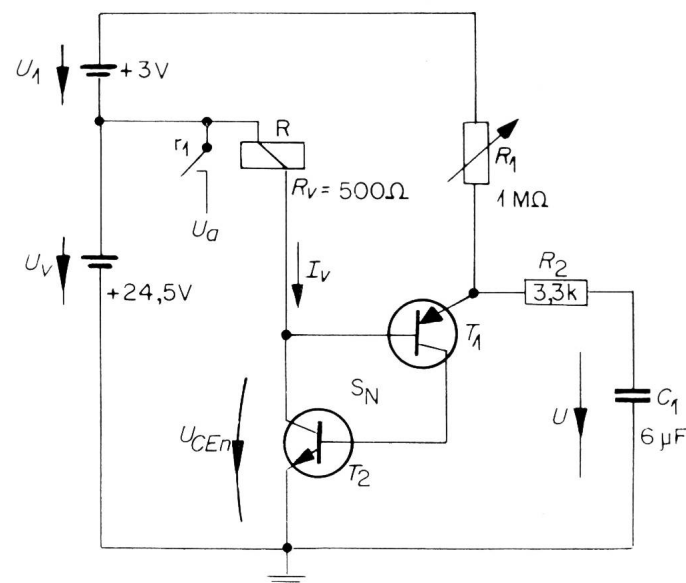 U1
+3V
r1
R
R1
RV = 500Ω
1 MΩ
Ua
UV
+24,5V
IV
R2
3,3k
T1
SN
U
C1
6 µF
UCEn
T2